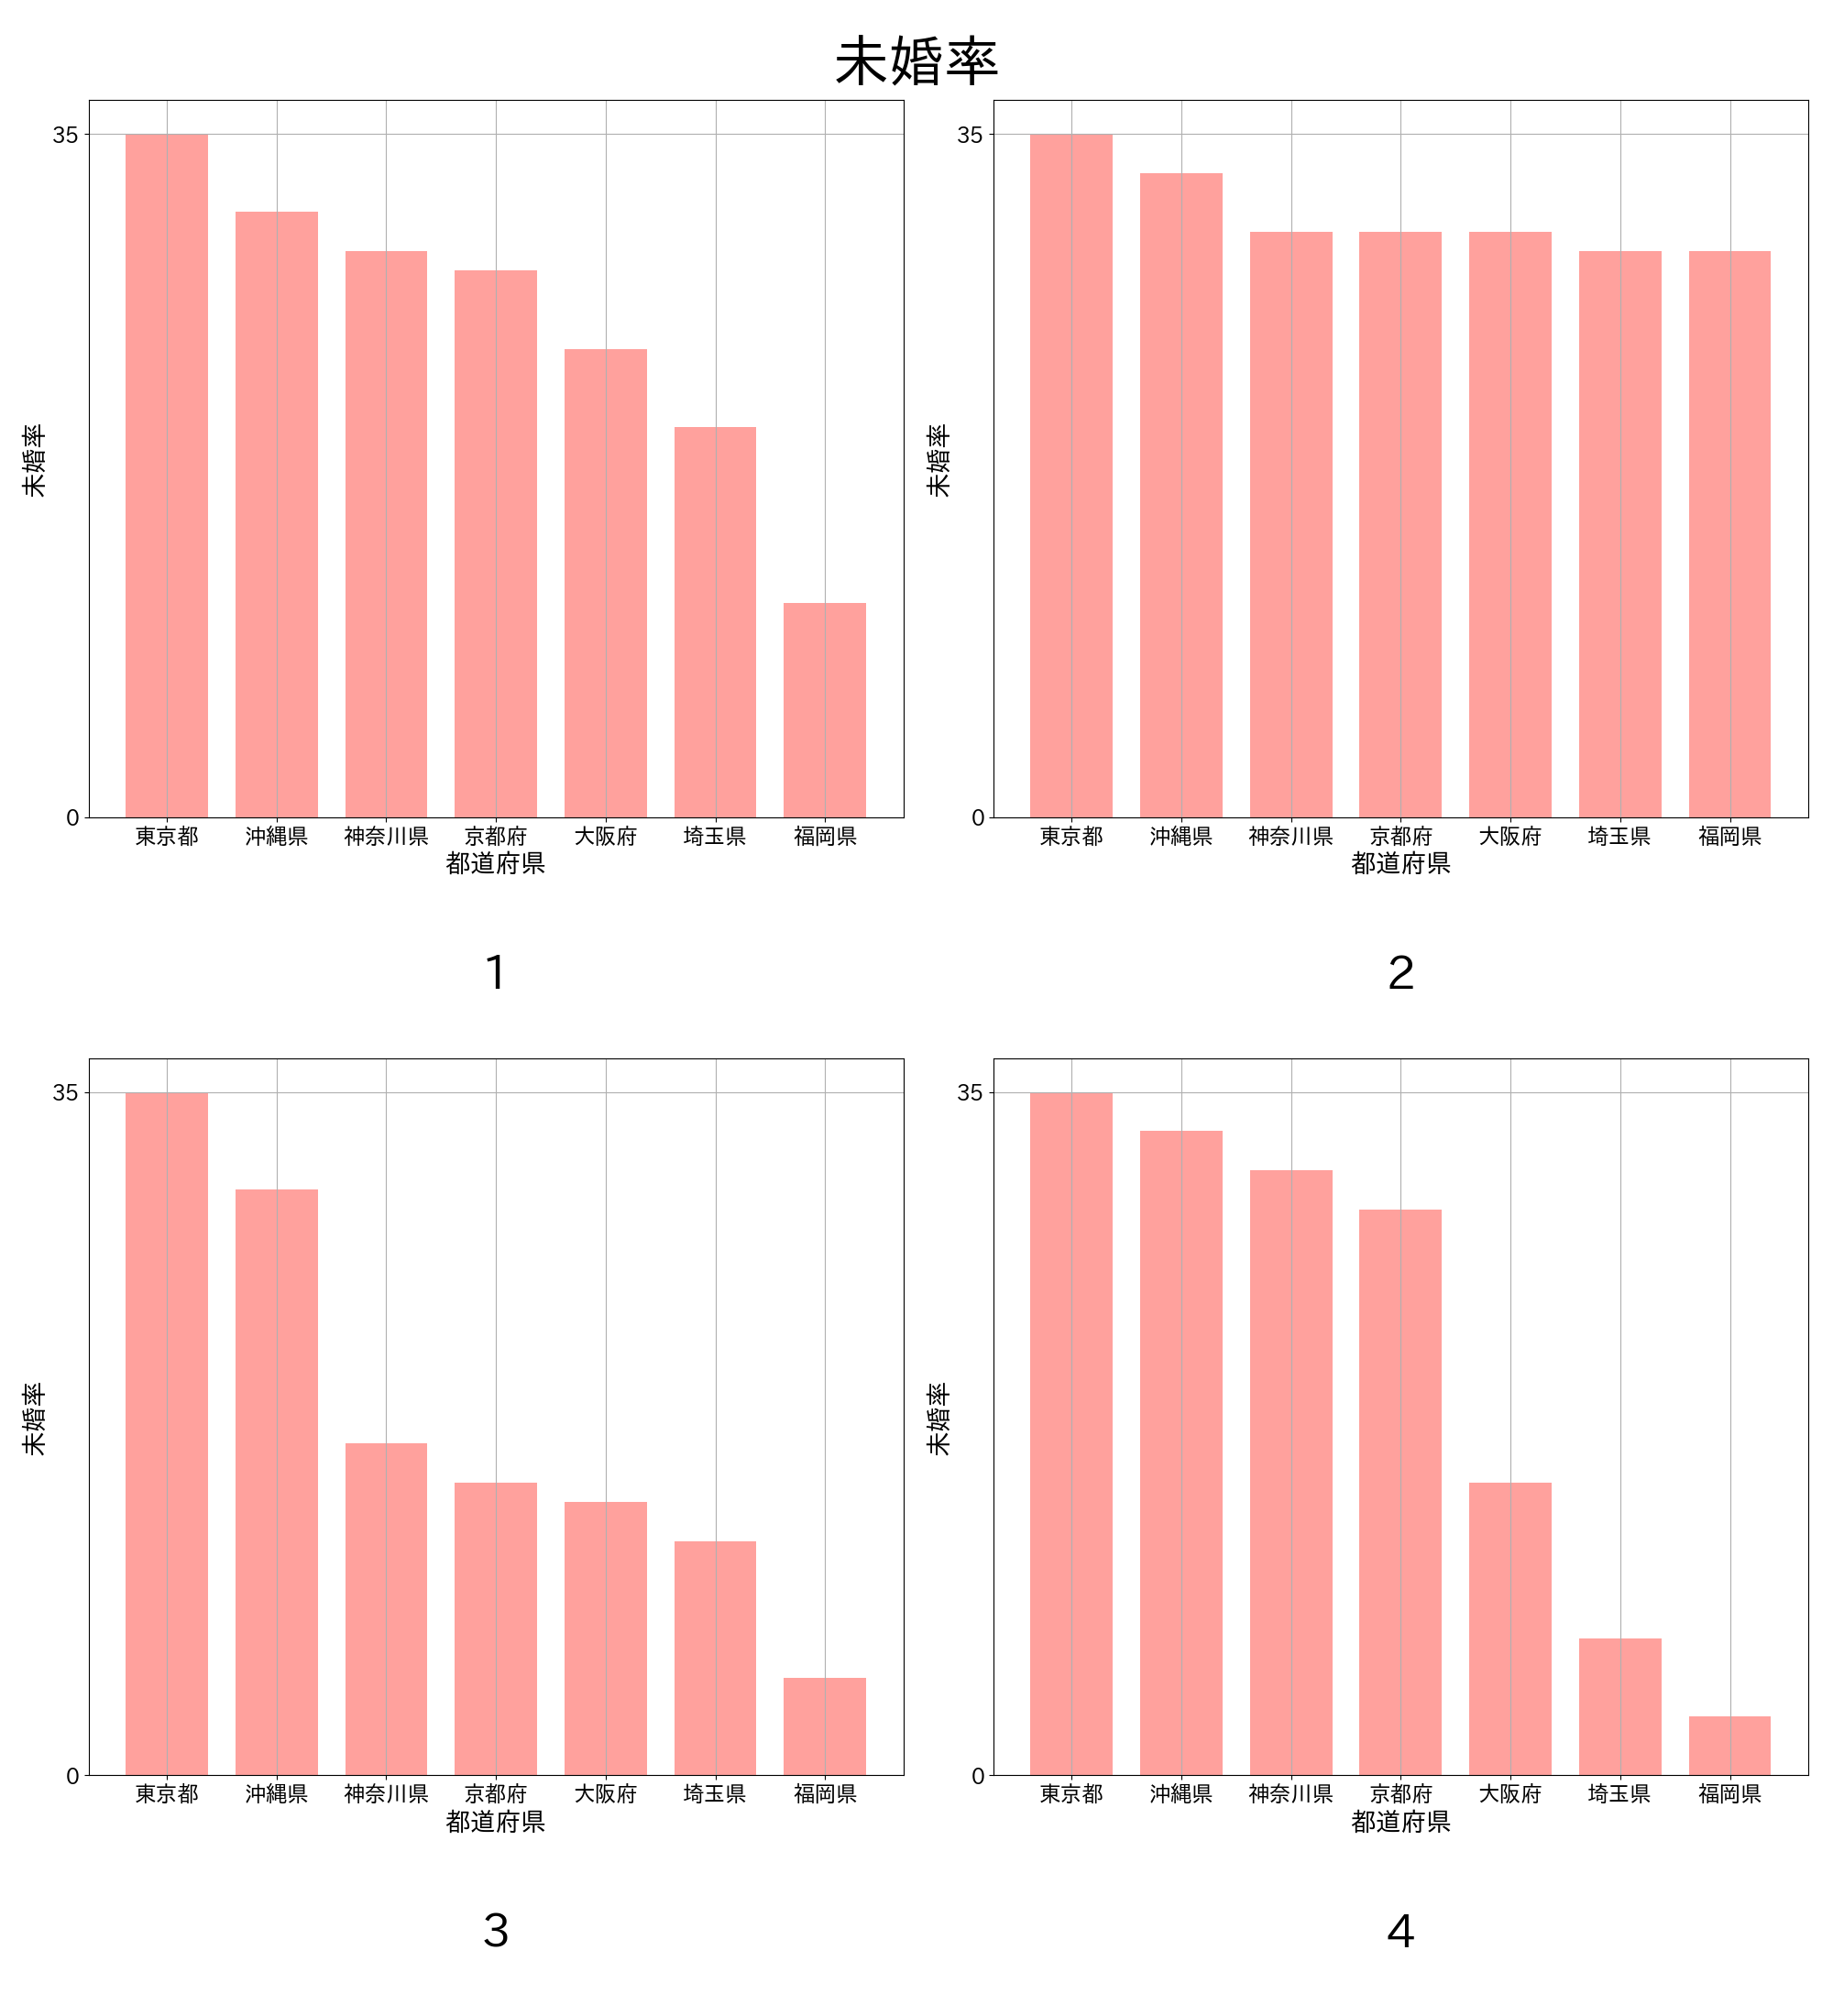 未婚率
35
0
未婚率
東京都 沖縄県 神奈川県 京都府 大阪府 埼玉県 福岡県
都道府県
1
35
0
未婚率
東京都 沖縄県 神奈川県 京都府 大阪府 埼玉県 福岡県
都道府県
2
35
0
未婚率
東京都 沖縄県 神奈川県 京都府 大阪府 埼玉県 福岡県
都道府県
3
35
0
未婚率
東京都 沖縄県 神奈川県 京都府 大阪府 埼玉県 福岡県
都道府県
4